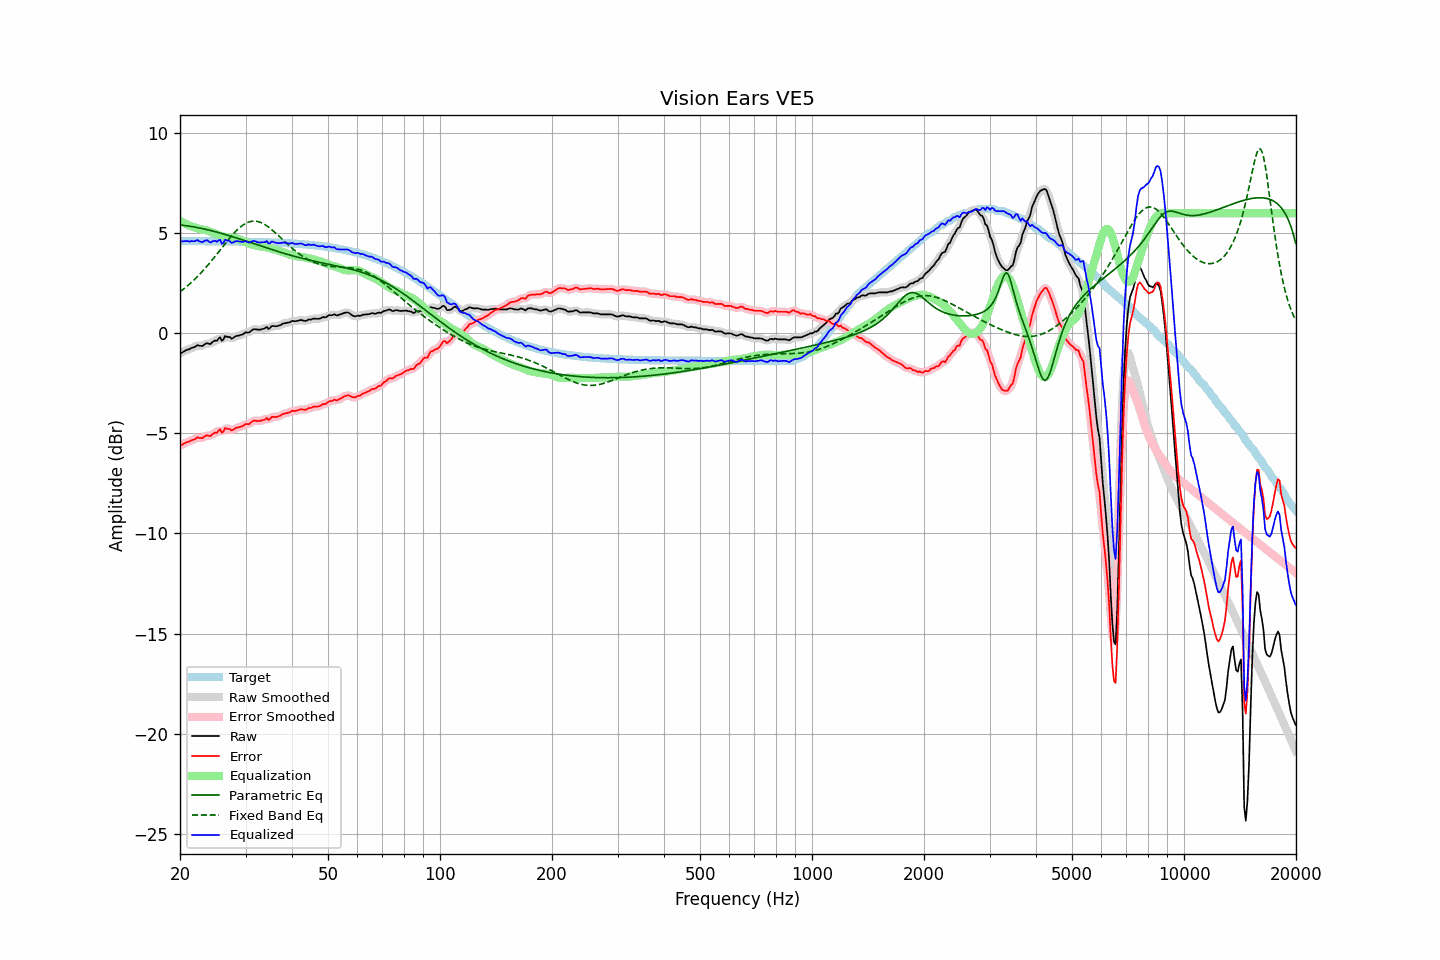 Vision Ears VE5
10
5
0
−5
−10
−15
−20
−25
Amplitude (dBr)
Target
Raw Smoothed
Error Smoothed
Raw
Error
Equalization
Parametric Eq
Fixed Band Eq
Equalized
20 50 100 200 500 1000 2000 5000 10000 20000
Frequency (Hz)